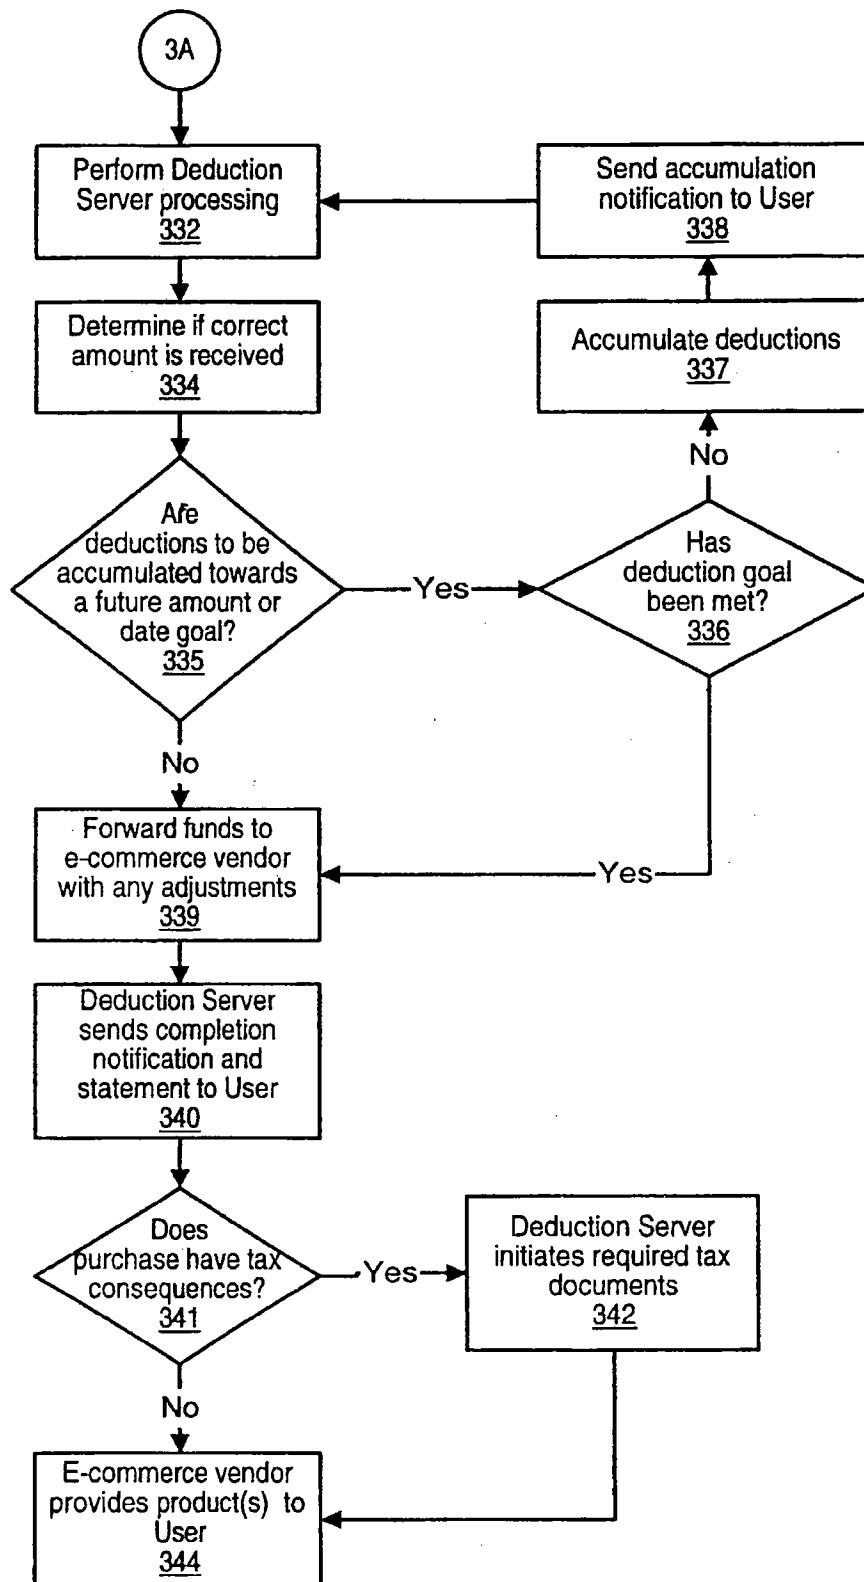 3A
Perform Deduction
Server processing
332
Send accumulation
notification to User
338
Determine if correct
amount is received
334
Accumulate deductions
337
No
Are
deductions to be
accumulated towards
a future amount or
date goal?
335
Yes
Has
deduction goal
been met?
336
No
Forward funds to
e-commerce vendor
with any adjustments
339
Yes
Deduction Server
sends completion
notification and
statement to User
340
Does
purchase have tax
consequences?
341
Yes
Deduction Server
initiates required tax
documents
342
No
E-commerce vendor
provides product(s) to
User
344